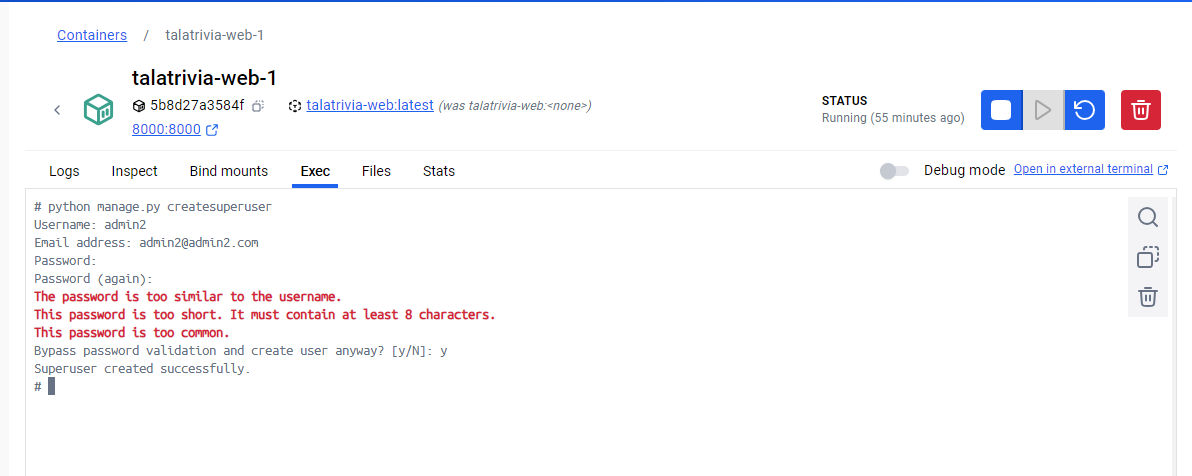 Containers / talatrivia-web-1
talatrivia-web-1
5b8d27a3584f talatrivia-web:latest (was talatrivia-web:<none>)
8000:8000
STATUS
Running (55 minutes ago)
Logs Inspect Bind mounts Exec Files Stats Debug mode Open in external terminal
# python manage.py createsuperuser
Username: admin2
Email address: admin2@admin2.com
Password:
Password (again):
The password is too similar to the username.
This password is too short. It must contain at least 8 characters.
This password is too common.
Bypass password validation and create user anyway? [y/N]: y
Superuser created successfully.
#